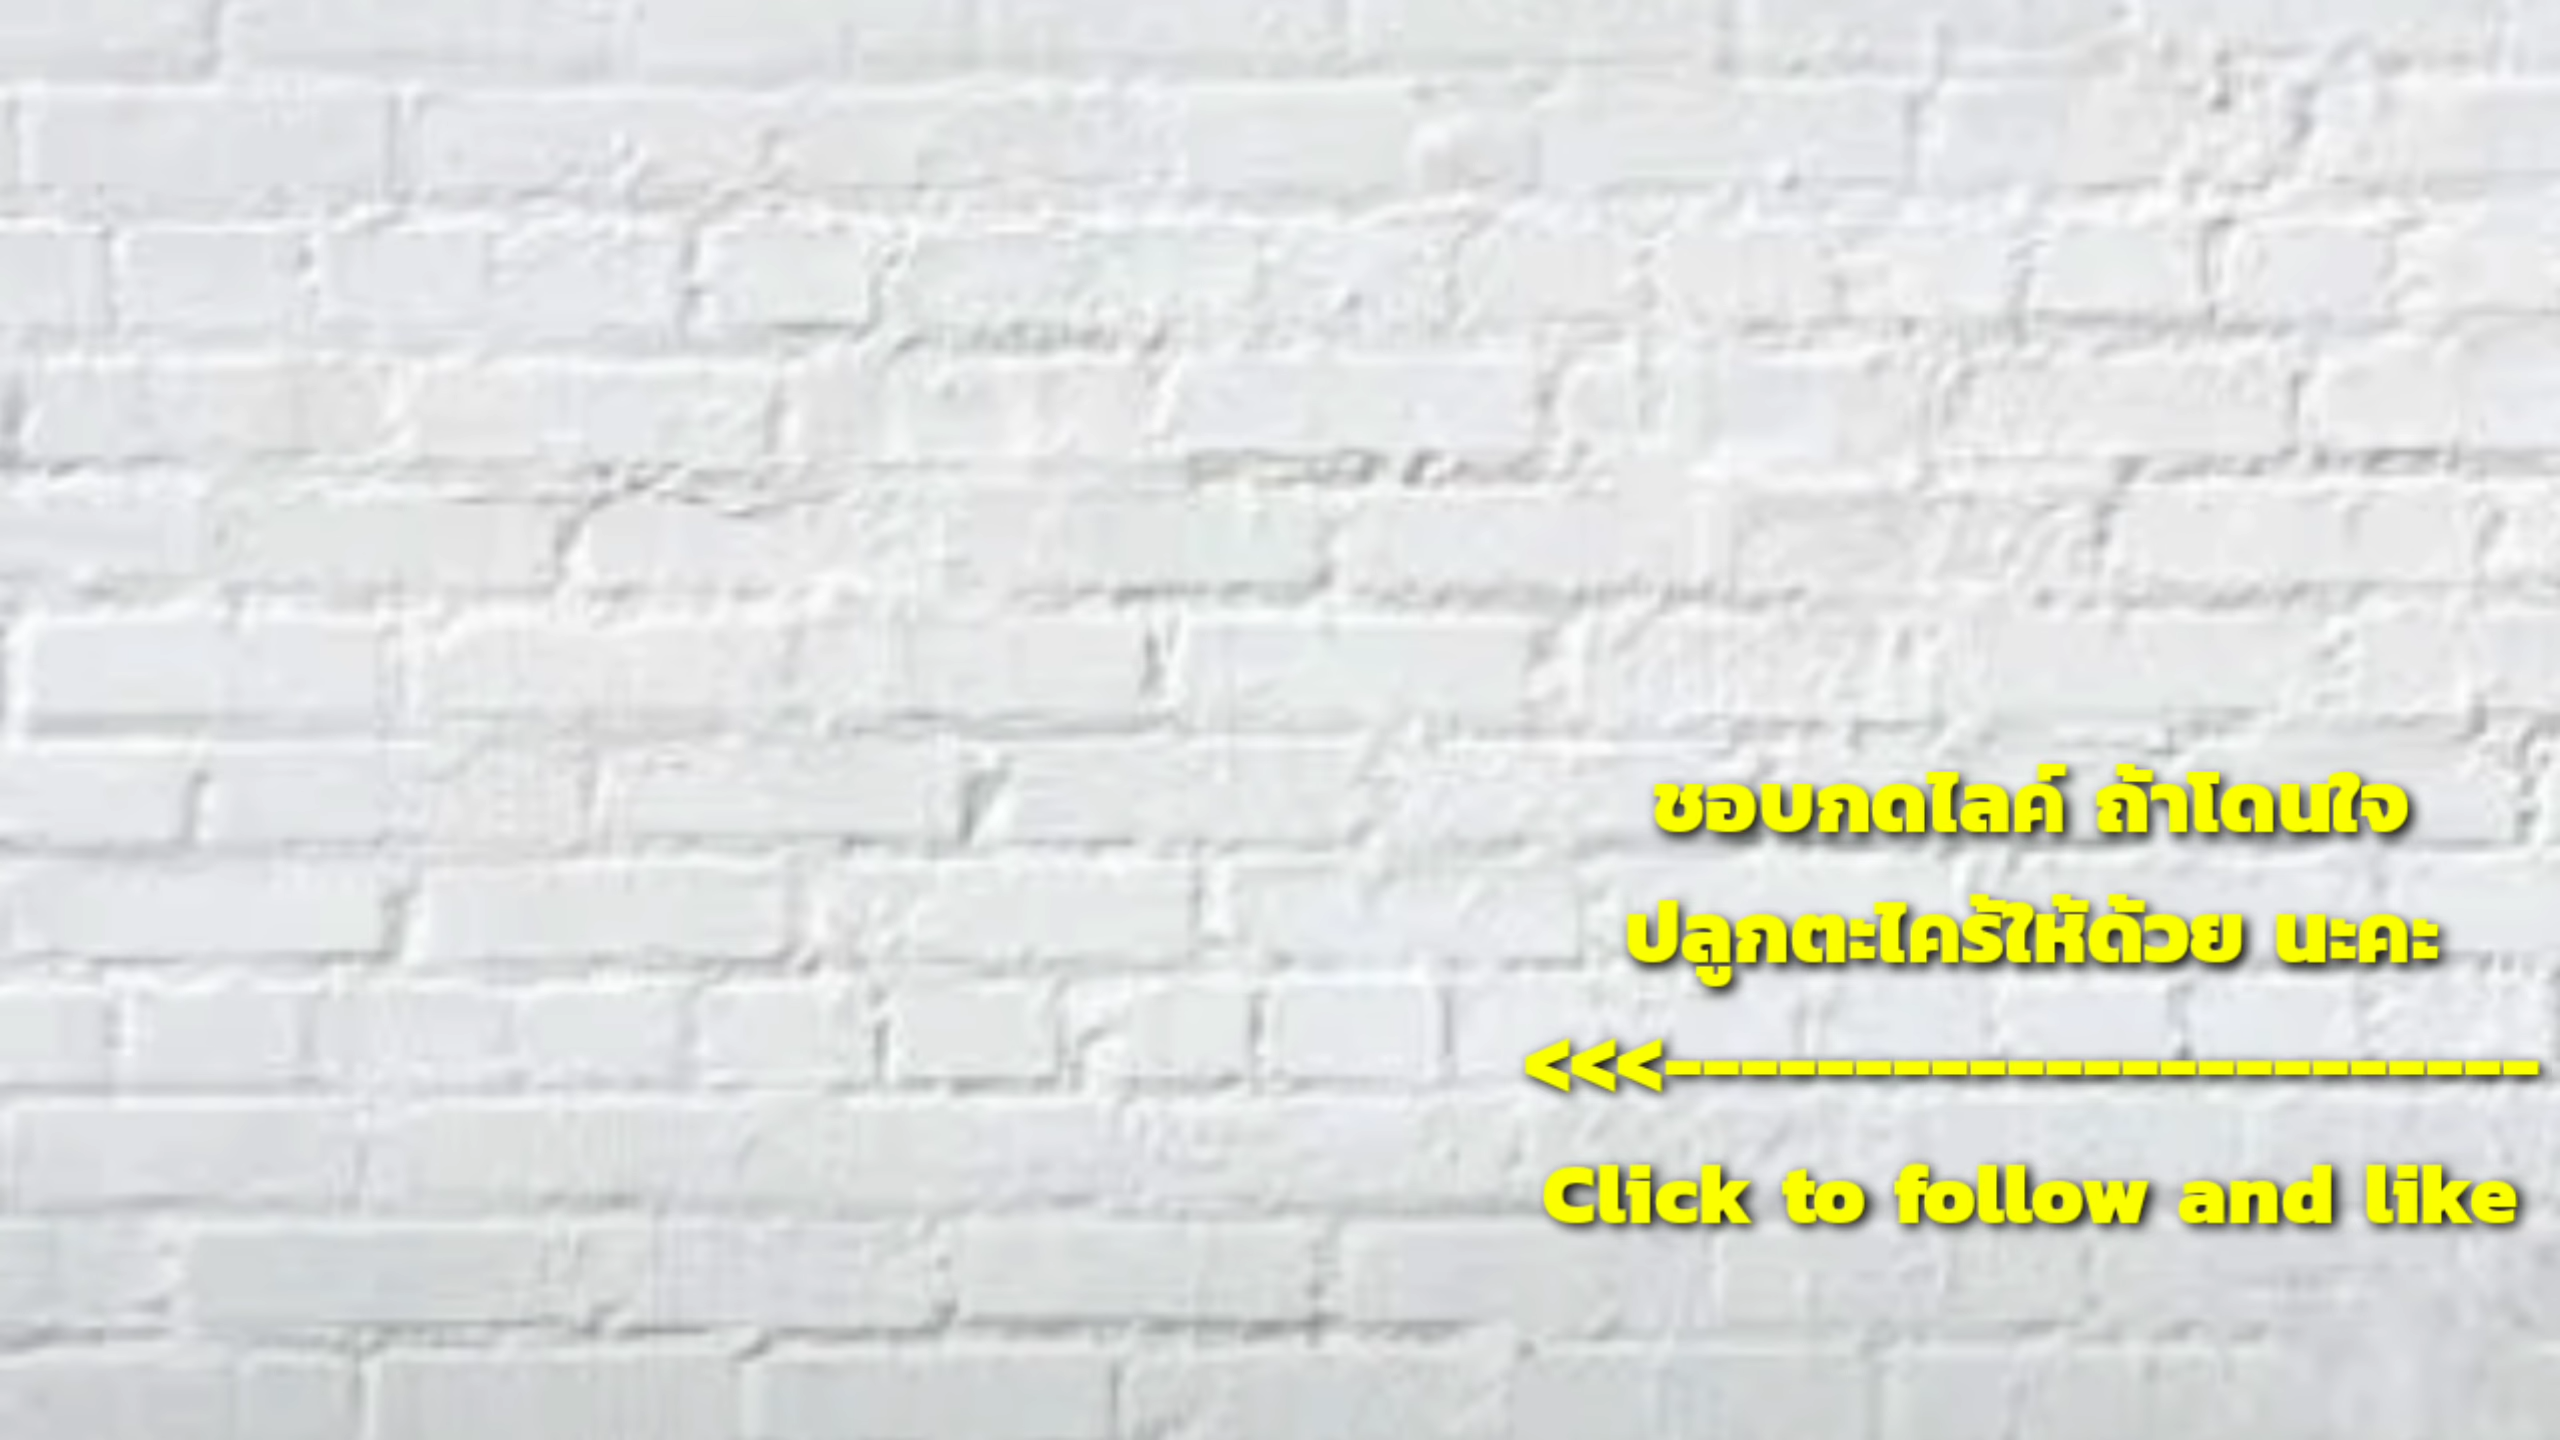 ชอบกดไลค์ ถ้าโดนใจ
ปลูกตะไคร้ให้ด้วย นะคะ
<<<-----------------------
Click to follow and like